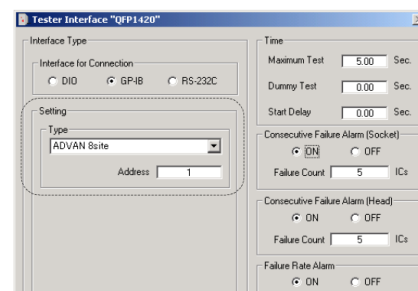 Tester Interface "QFP1420"
Interface Type
Interface for Connection
DIO
GP-IB
RS-232C
Setting
Type
ADVAN 8site
Address 1
Time
Maximum Test 5.00 Sec.
Dummy Test 0.00 Sec.
Start Delay 0.00 Sec.
Consecutive Failure Alarm (Socket)
ON OFF
Failure Count 5 ICs
Consecutive Failure Alarm (Head)
ON OFF
Failure Count 5 ICs
Failure Rate Alarm
ON OFF